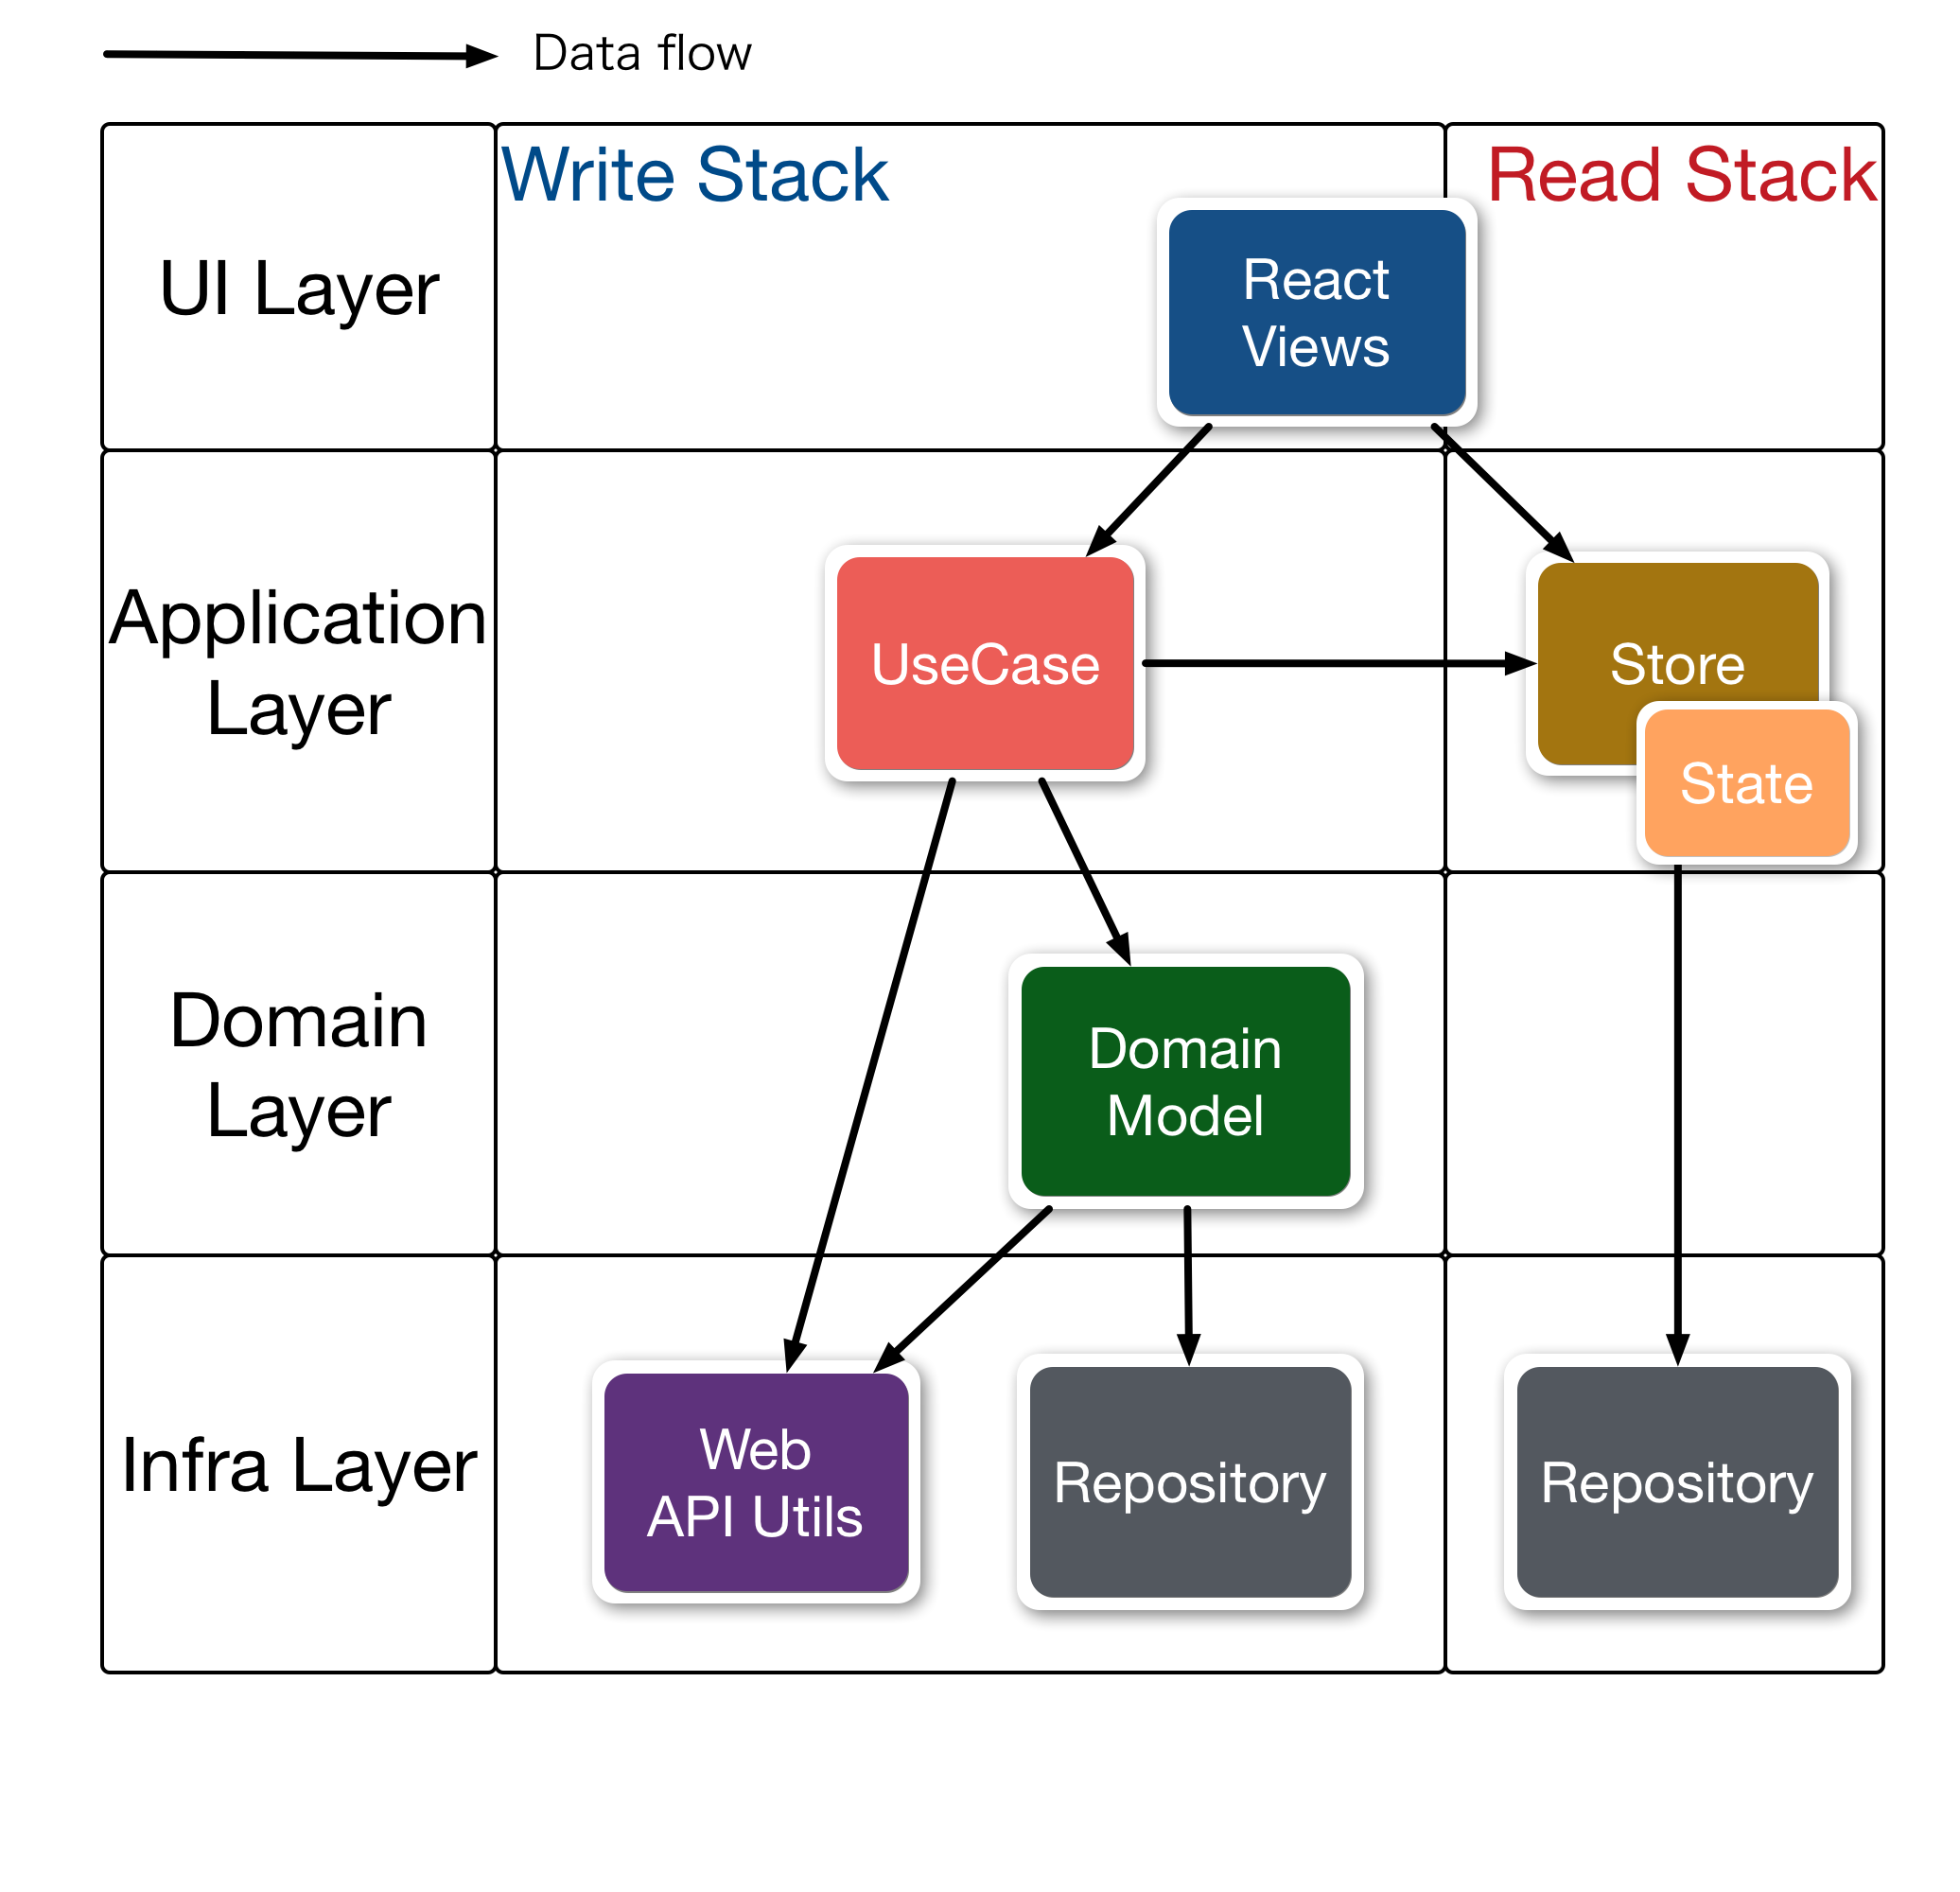 Data flow
Write Stack
Read Stack
UI Layer
React
Views
Application
Layer
UseCase
Store
State
Domain
Layer
Domain
Model
Infra Layer
Web
API Utils
Repository
Repository